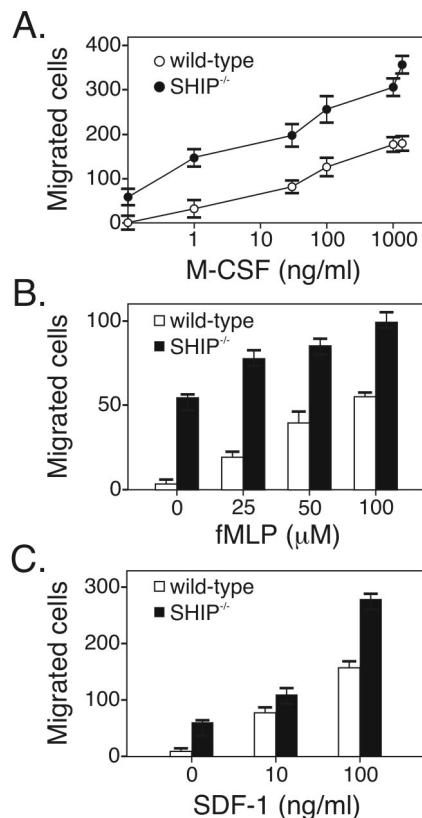 A.
400
300
200
100
0
Migrated cells
wild-type
SHIP-/-
1 10 100 1000
M-CSF (ng/ml)
B.
100
50
0
Migrated cells
wild-type
SHIP-/-
0 25 50 100
fMLP (μM)
C.
300
200
100
0
Migrated cells
wild-type
SHIP-/-
0 10 100
SDF-1 (ng/ml)